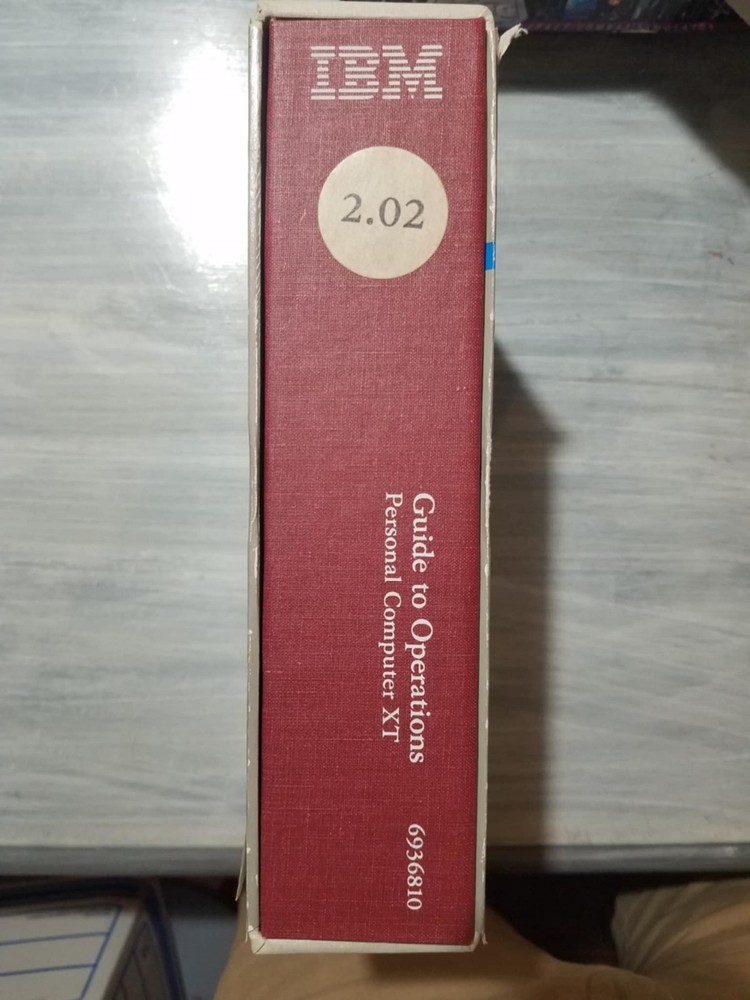 IBM
2.02
Guide to Operations
Personal Computer XT
6936810